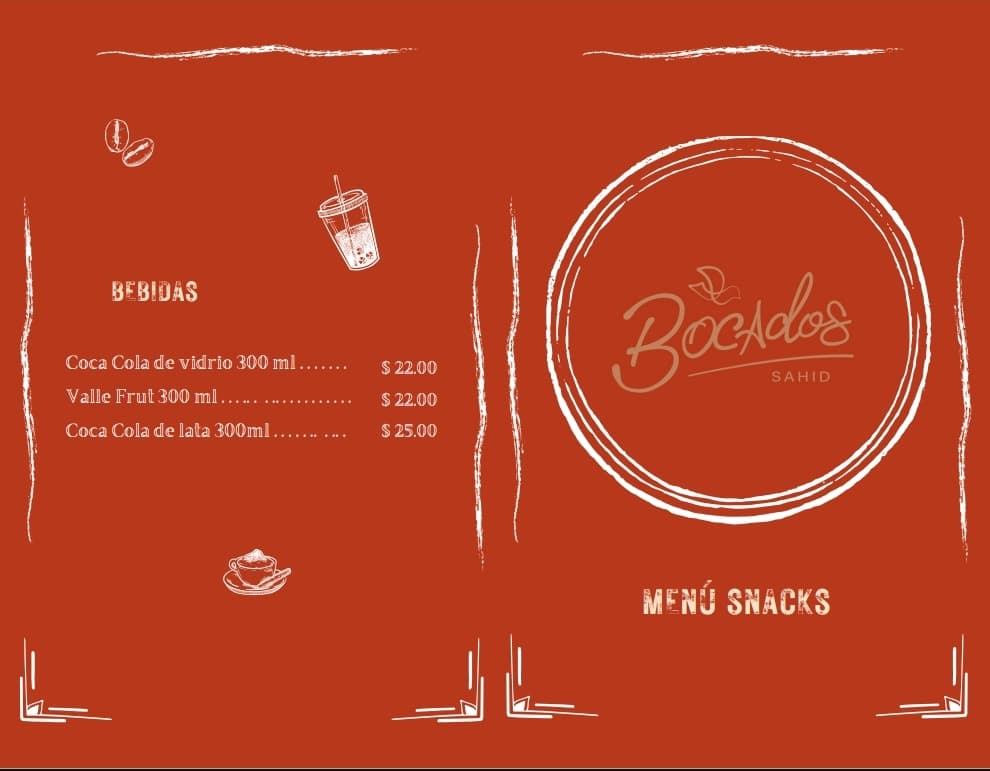 BEBIDAS
Coca Cola de vidrio 300 ml ....... $ 22.00
Valle Frut 300 ml ...... ............ $ 22.00
Coca Cola de lata 300ml ....... .... $ 25.00
BOCAdos
SAHID
MENÚ SNACKS